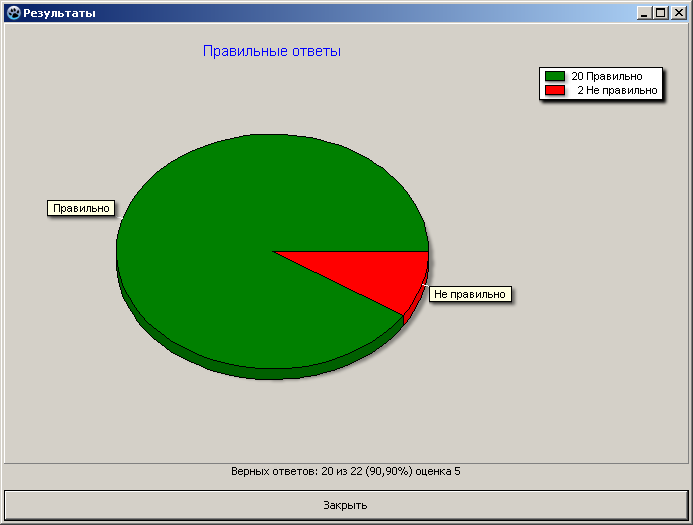 Результаты
Правильные ответы
20 Правильно
2 Не правильно
Правильно
Не правильно
Верных ответов: 20 из 22 (90,90%) оценка 5
Закрыть